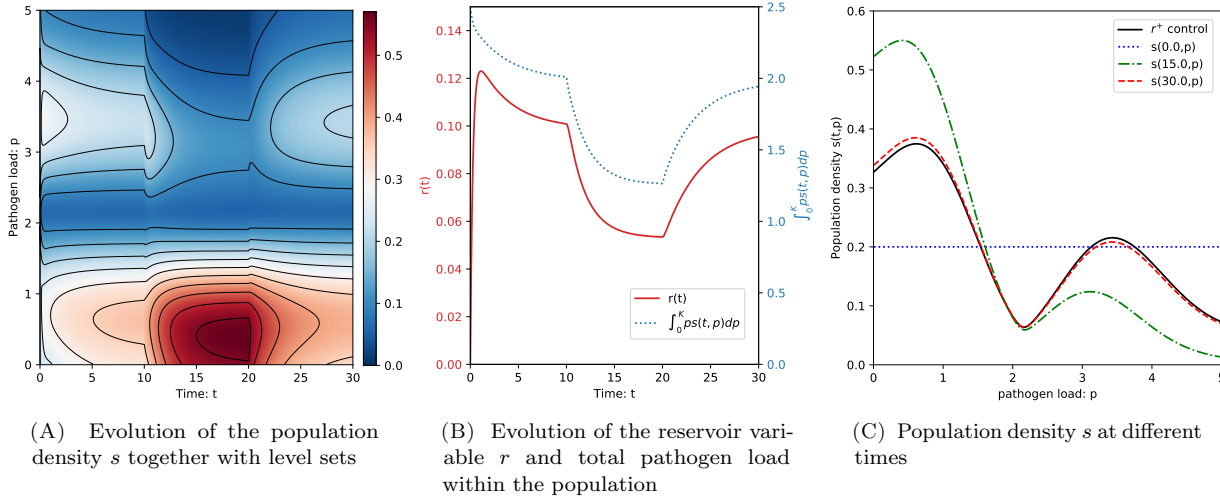 5
4
3
2
1
0
Pathogen load: p
0 5 10 15 20 25 30
Time: t
0.5
0.4
0.3
0.2
0.1
0.0
0.14
0.12
0.10
0.08
0.06
0.04
0.02
0.00
r(t)
r(t)
∫₀ᴷ ps(t, p)dp
0 5 10 15 20 25 30
Time: t
2.5
2.0
1.5
1.0
0.5
0.0
∫₀ᴷ ps(t, p)dp
0.6
0.5
0.4
0.3
0.2
0.1
0.0
Population density s(t,p)
r⁺ control
s(0.0,p)
s(15.0,p)
s(30.0,p)
0 1 2 3 4 5
pathogen load: p
(A) Evolution of the population
density s together with level sets
(B) Evolution of the reservoir vari-
able r and total pathogen load
within the population
(C) Population density s at different
times